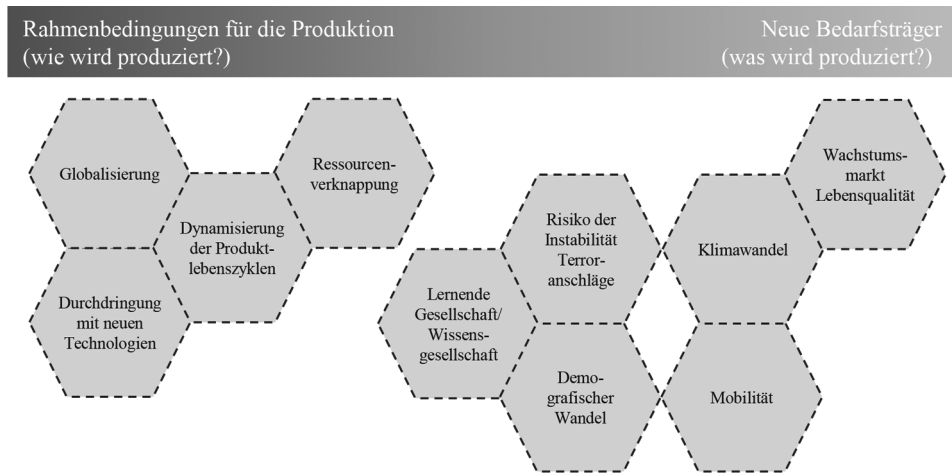 Rahmenbedingungen für die Produktion
(wie wird produziert?)
Neue Bedarfsträger
(was wird produziert?)
Globalisierung
Ressourcen-
verknappung
Dynamisierung
der Produkt-
lebenszyklen
Durchdringung
mit neuen
Technologien
Wachstums-
markt
Lebensqualität
Risiko der
Instabilität
Terror-
anschläge
Klimawandel
Lernende
Gesellschaft/
Wissens-
gesellschaft
Demo-
grafischer
Wandel
Mobilität